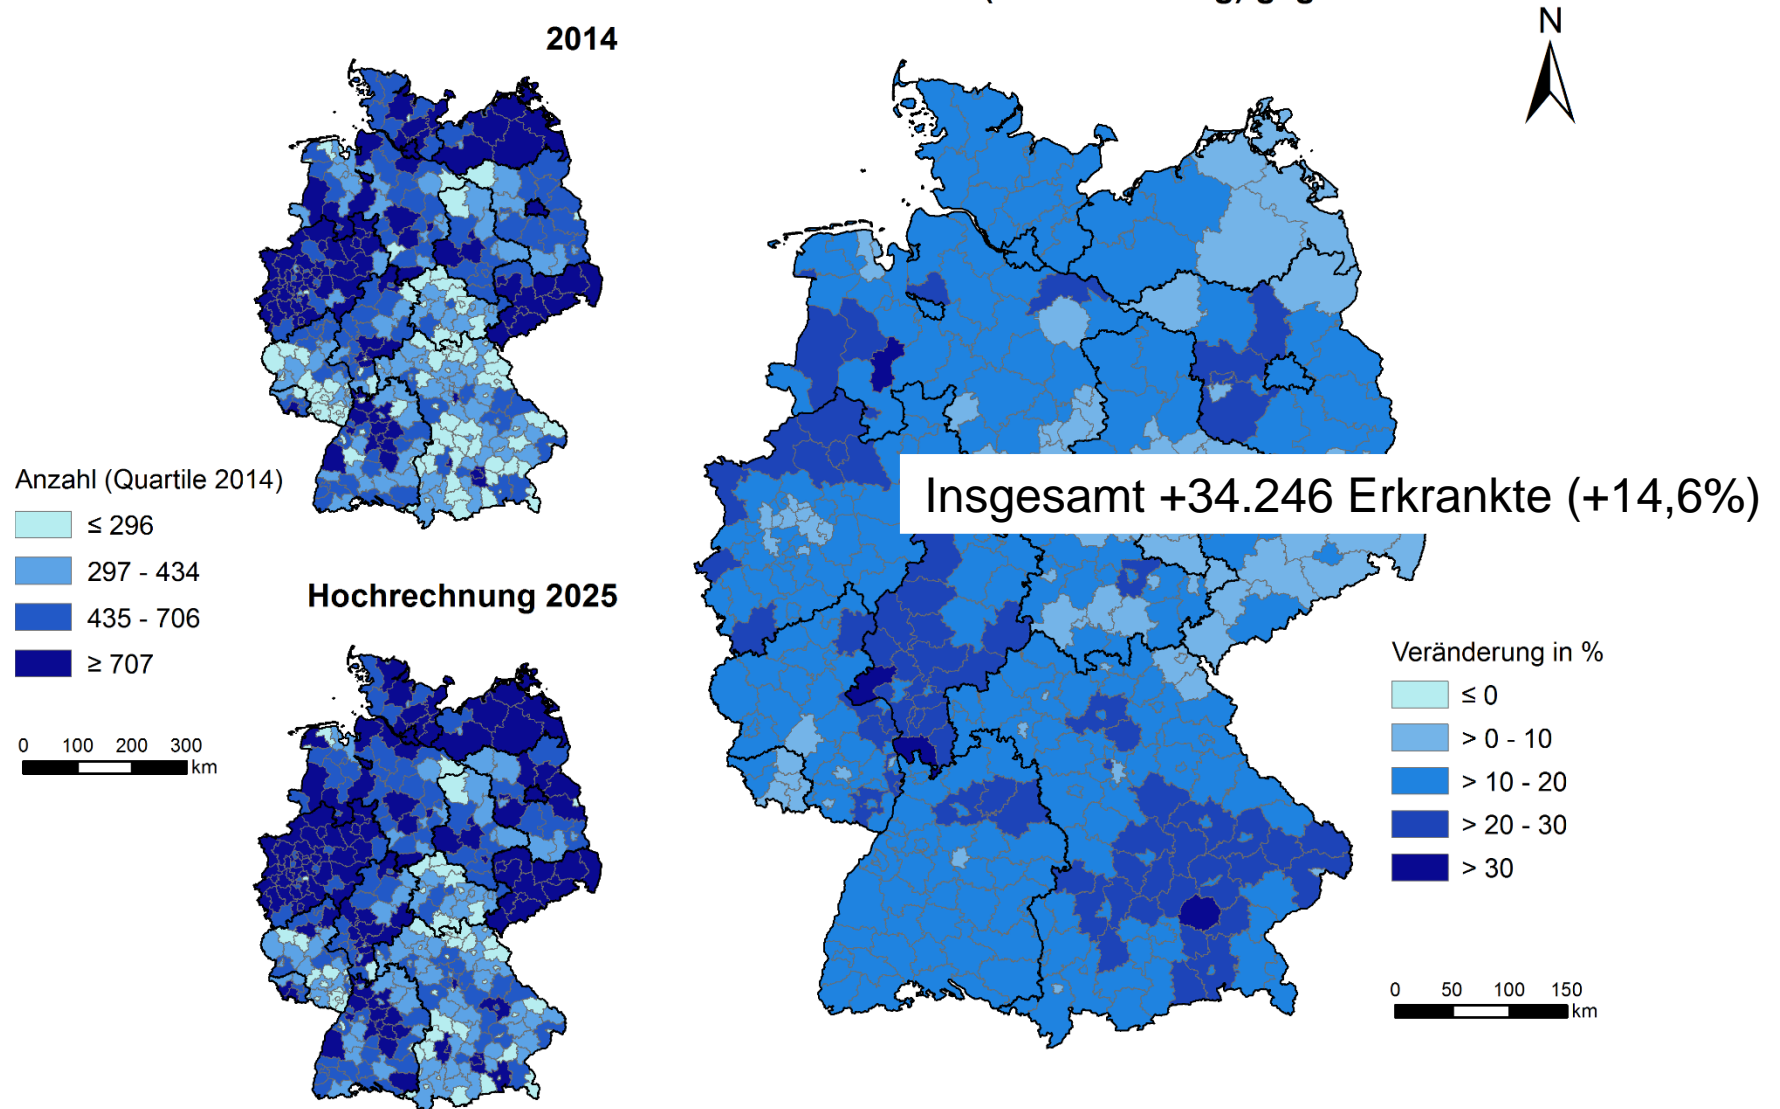 2014
N
Anzahl (Quartile 2014)
≤ 296
297 - 434
435 - 706
≥ 707
0 100 200 300
km
Hochrechnung 2025
Insgesamt +34.246 Erkrankte (+14,6%)
Veränderung in %
≤ 0
> 0 - 10
> 10 - 20
> 20 - 30
> 30
0 50 100 150
km